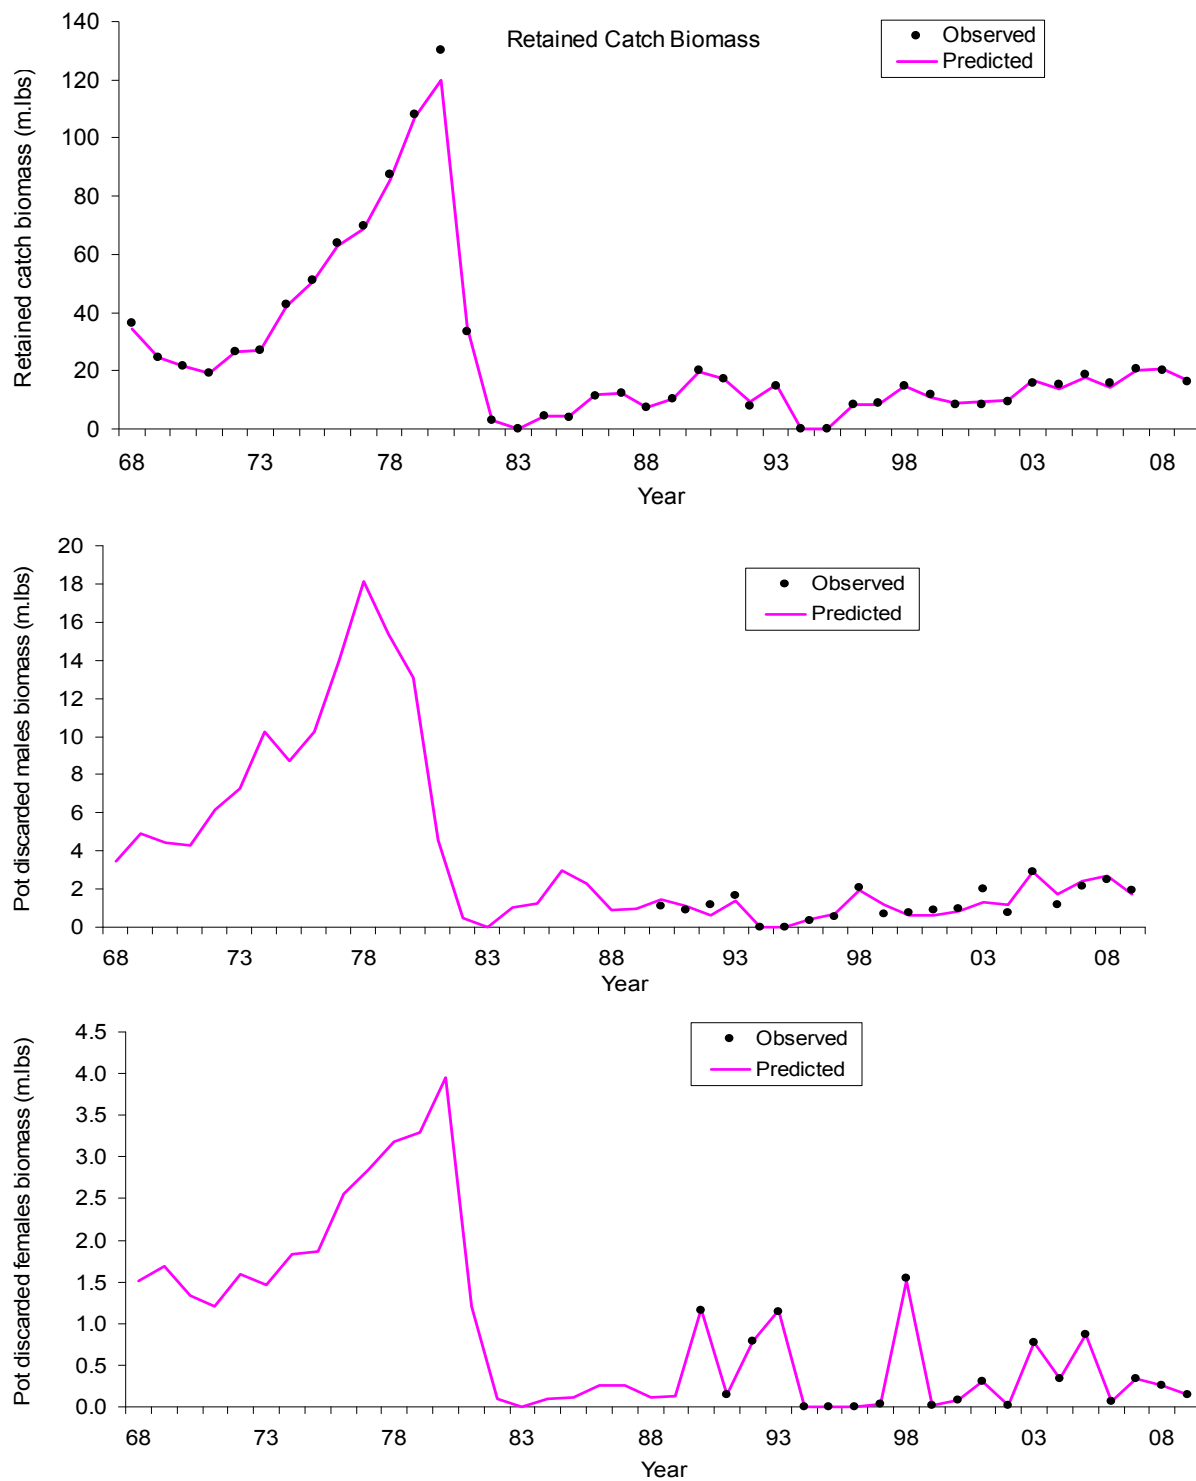 Retained Catch Biomass
Observed
Predicted
Retained catch biomass (m.lbs)
140
120
100
80
60
40
20
0
68 73 78 83 88 93 98 03 08
Year
Observed
Predicted
Pot discarded males biomass (m.lbs)
20
18
16
14
12
10
8
6
4
2
0
68 73 78 83 88 93 98 03 08
Year
Observed
Predicted
Pot discarded females biomass (m.lbs)
4.5
4.0
3.5
3.0
2.5
2.0
1.5
1.0
0.5
0.0
68 73 78 83 88 93 98 03 08
Year